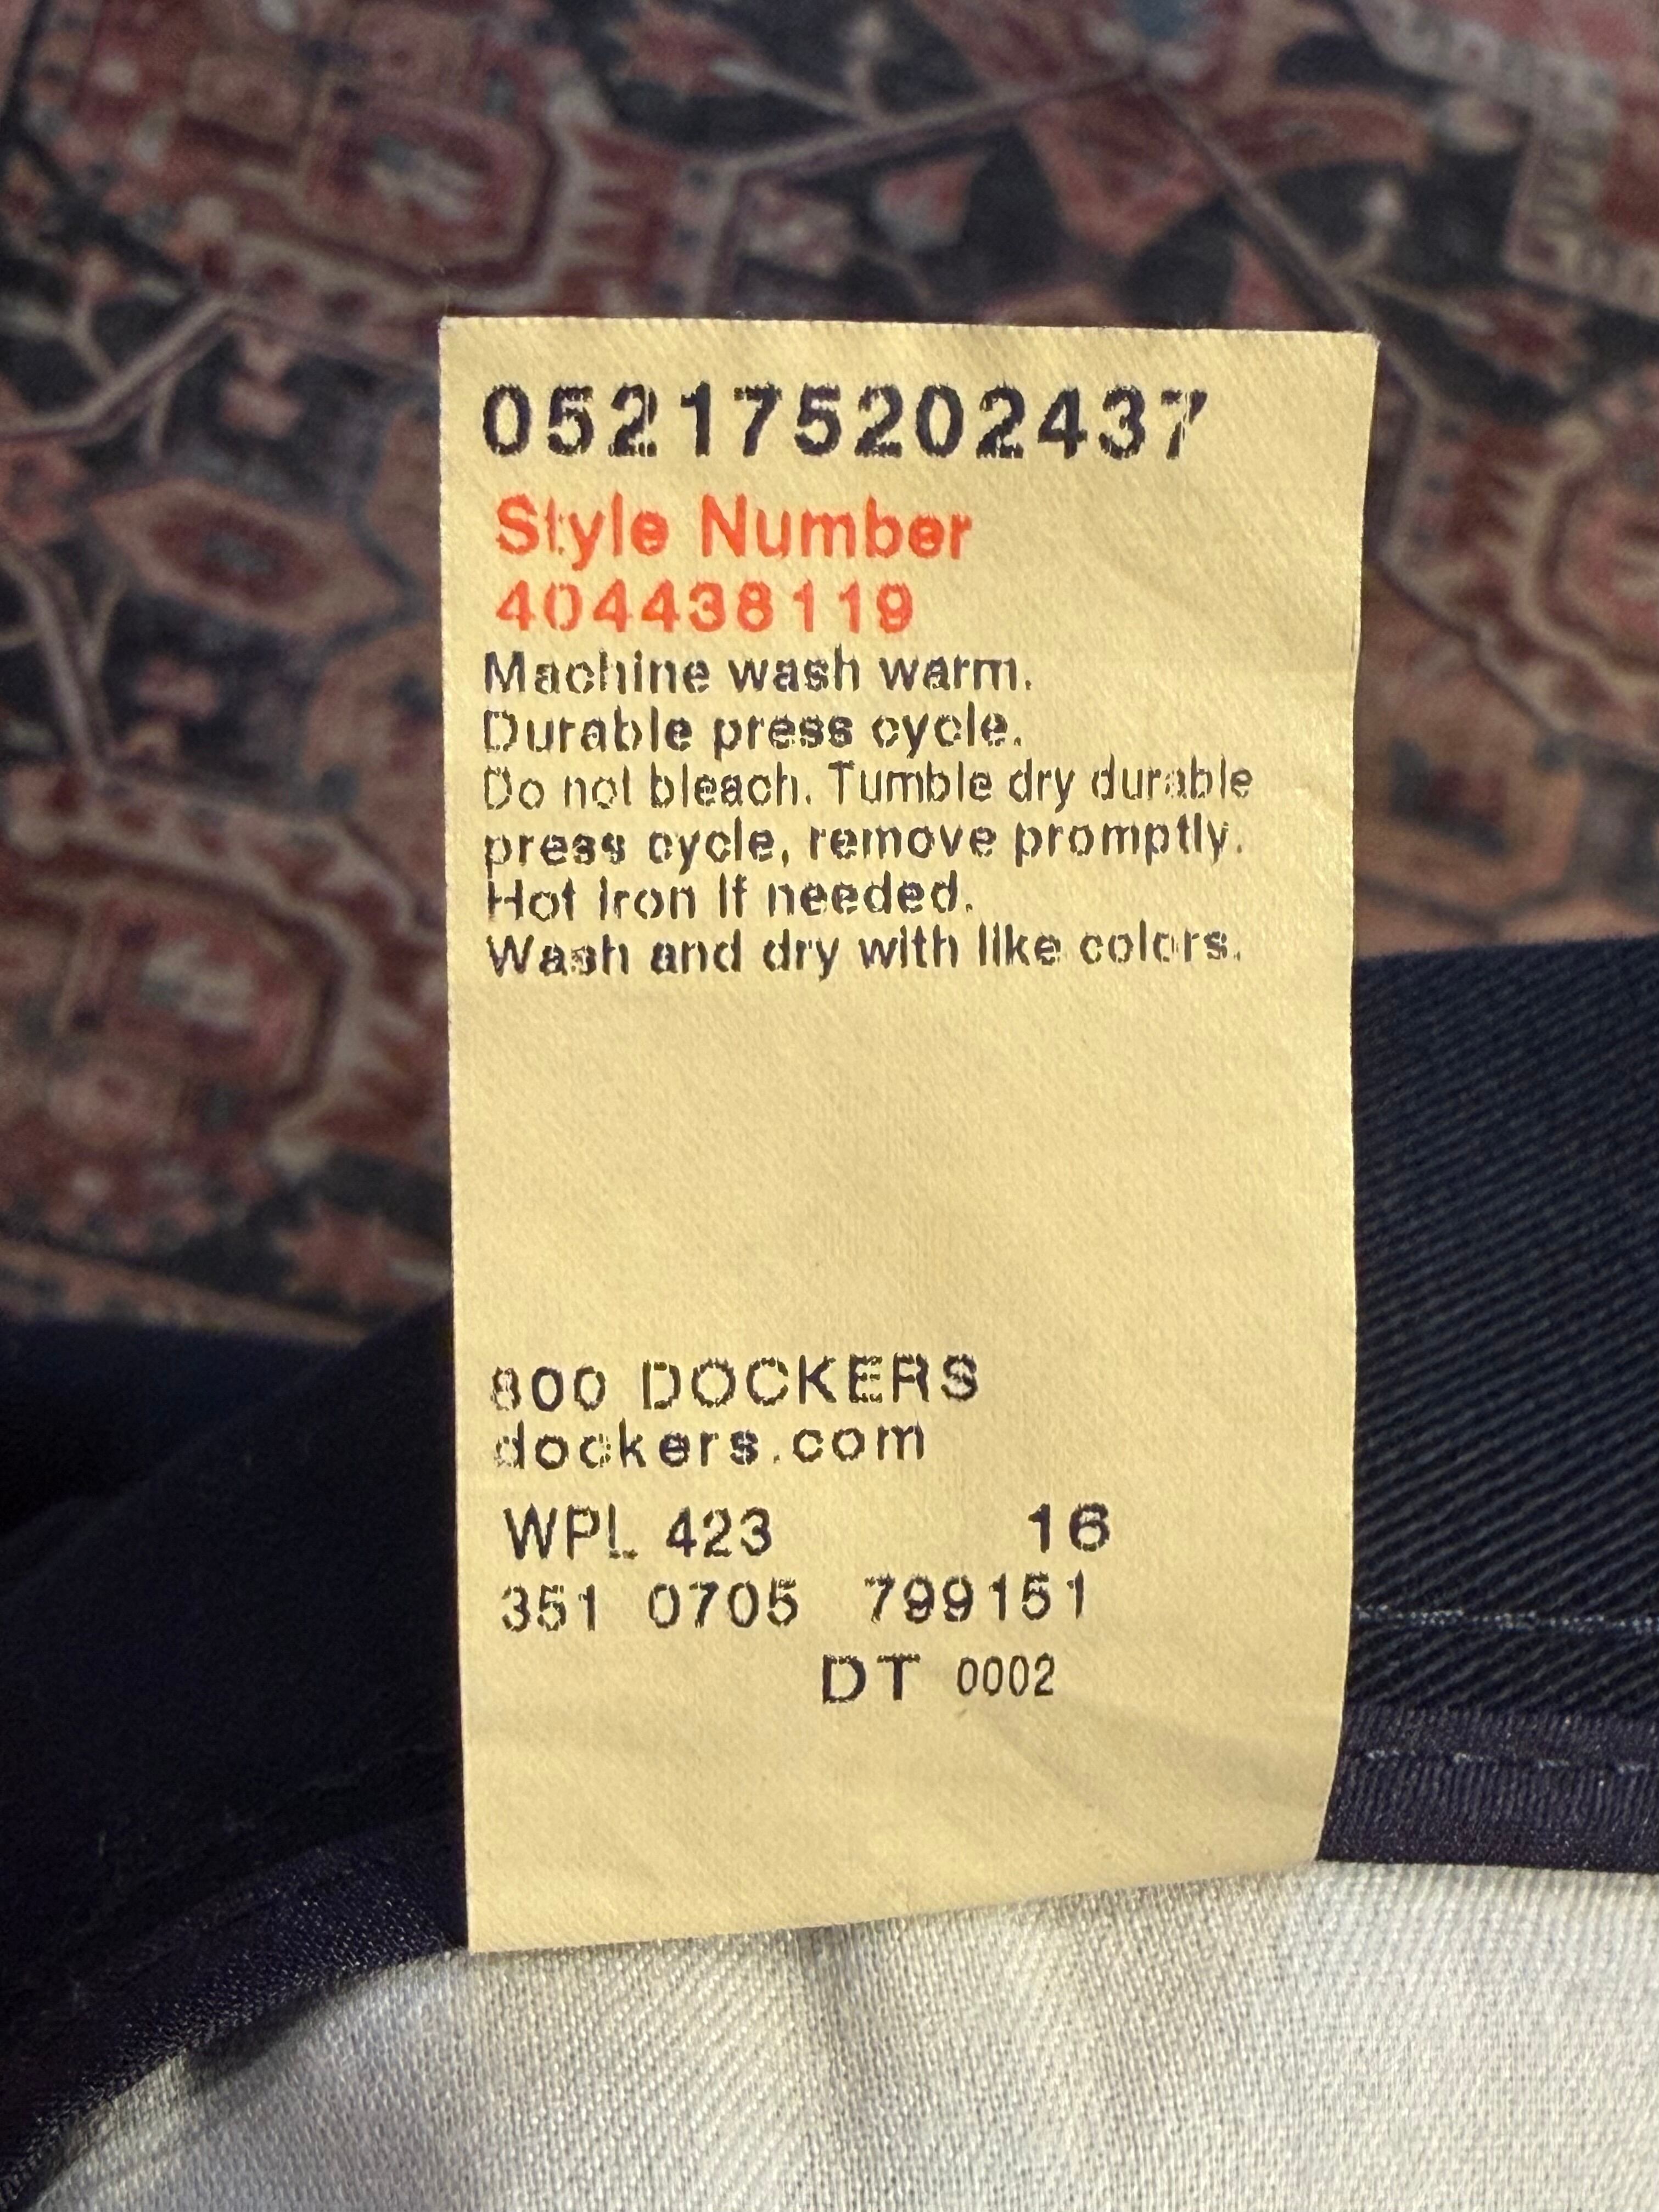 052175202437
Style Number
404438119
Machine wash warm.
Durable press cycle.
Do not bleach. Tumble dry durable
press cycle, remove promptly.
Hot Iron If needed.
Wash and dry with like colors.
800 DOCKERS
dockers.com
WPL 423 16
351 0705 799151
DT 0002